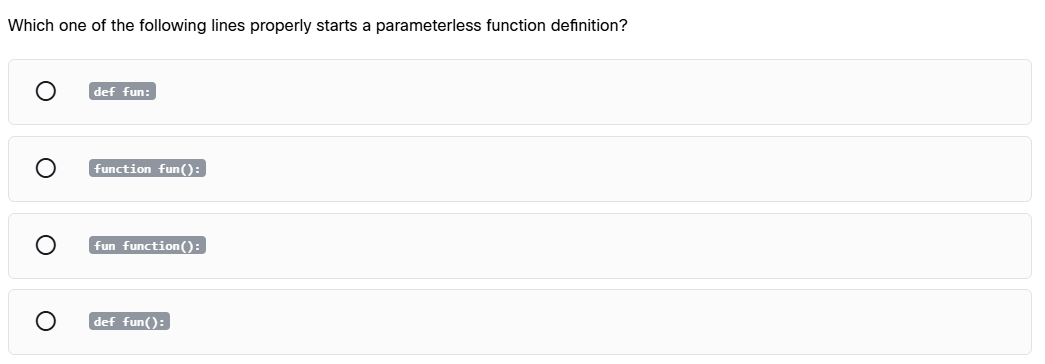 Which one of the following lines properly starts a parameterless function definition?
def fun:
function fun():
fun function():
def fun():